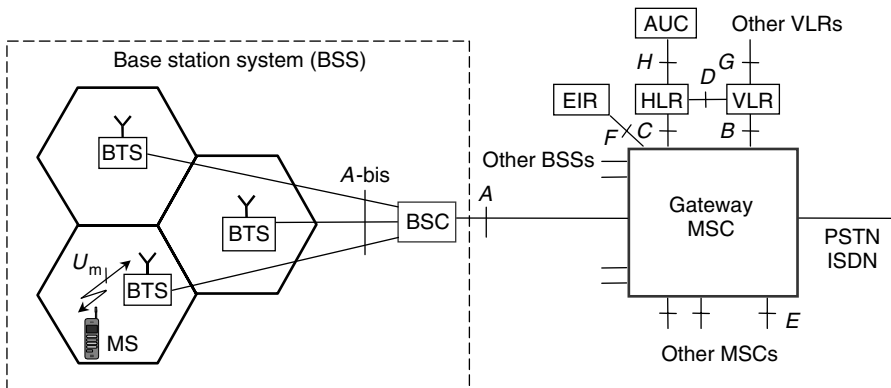 AUC
Other VLRs
Base station system (BSS)
H
G
D
EIR
HLR
VLR
F
C
B
BTS
Other BSSs
A-bis
A
BTS
BSC
Gateway
MSC
PSTN
ISDN
Um
BTS
MS
E
Other MSCs